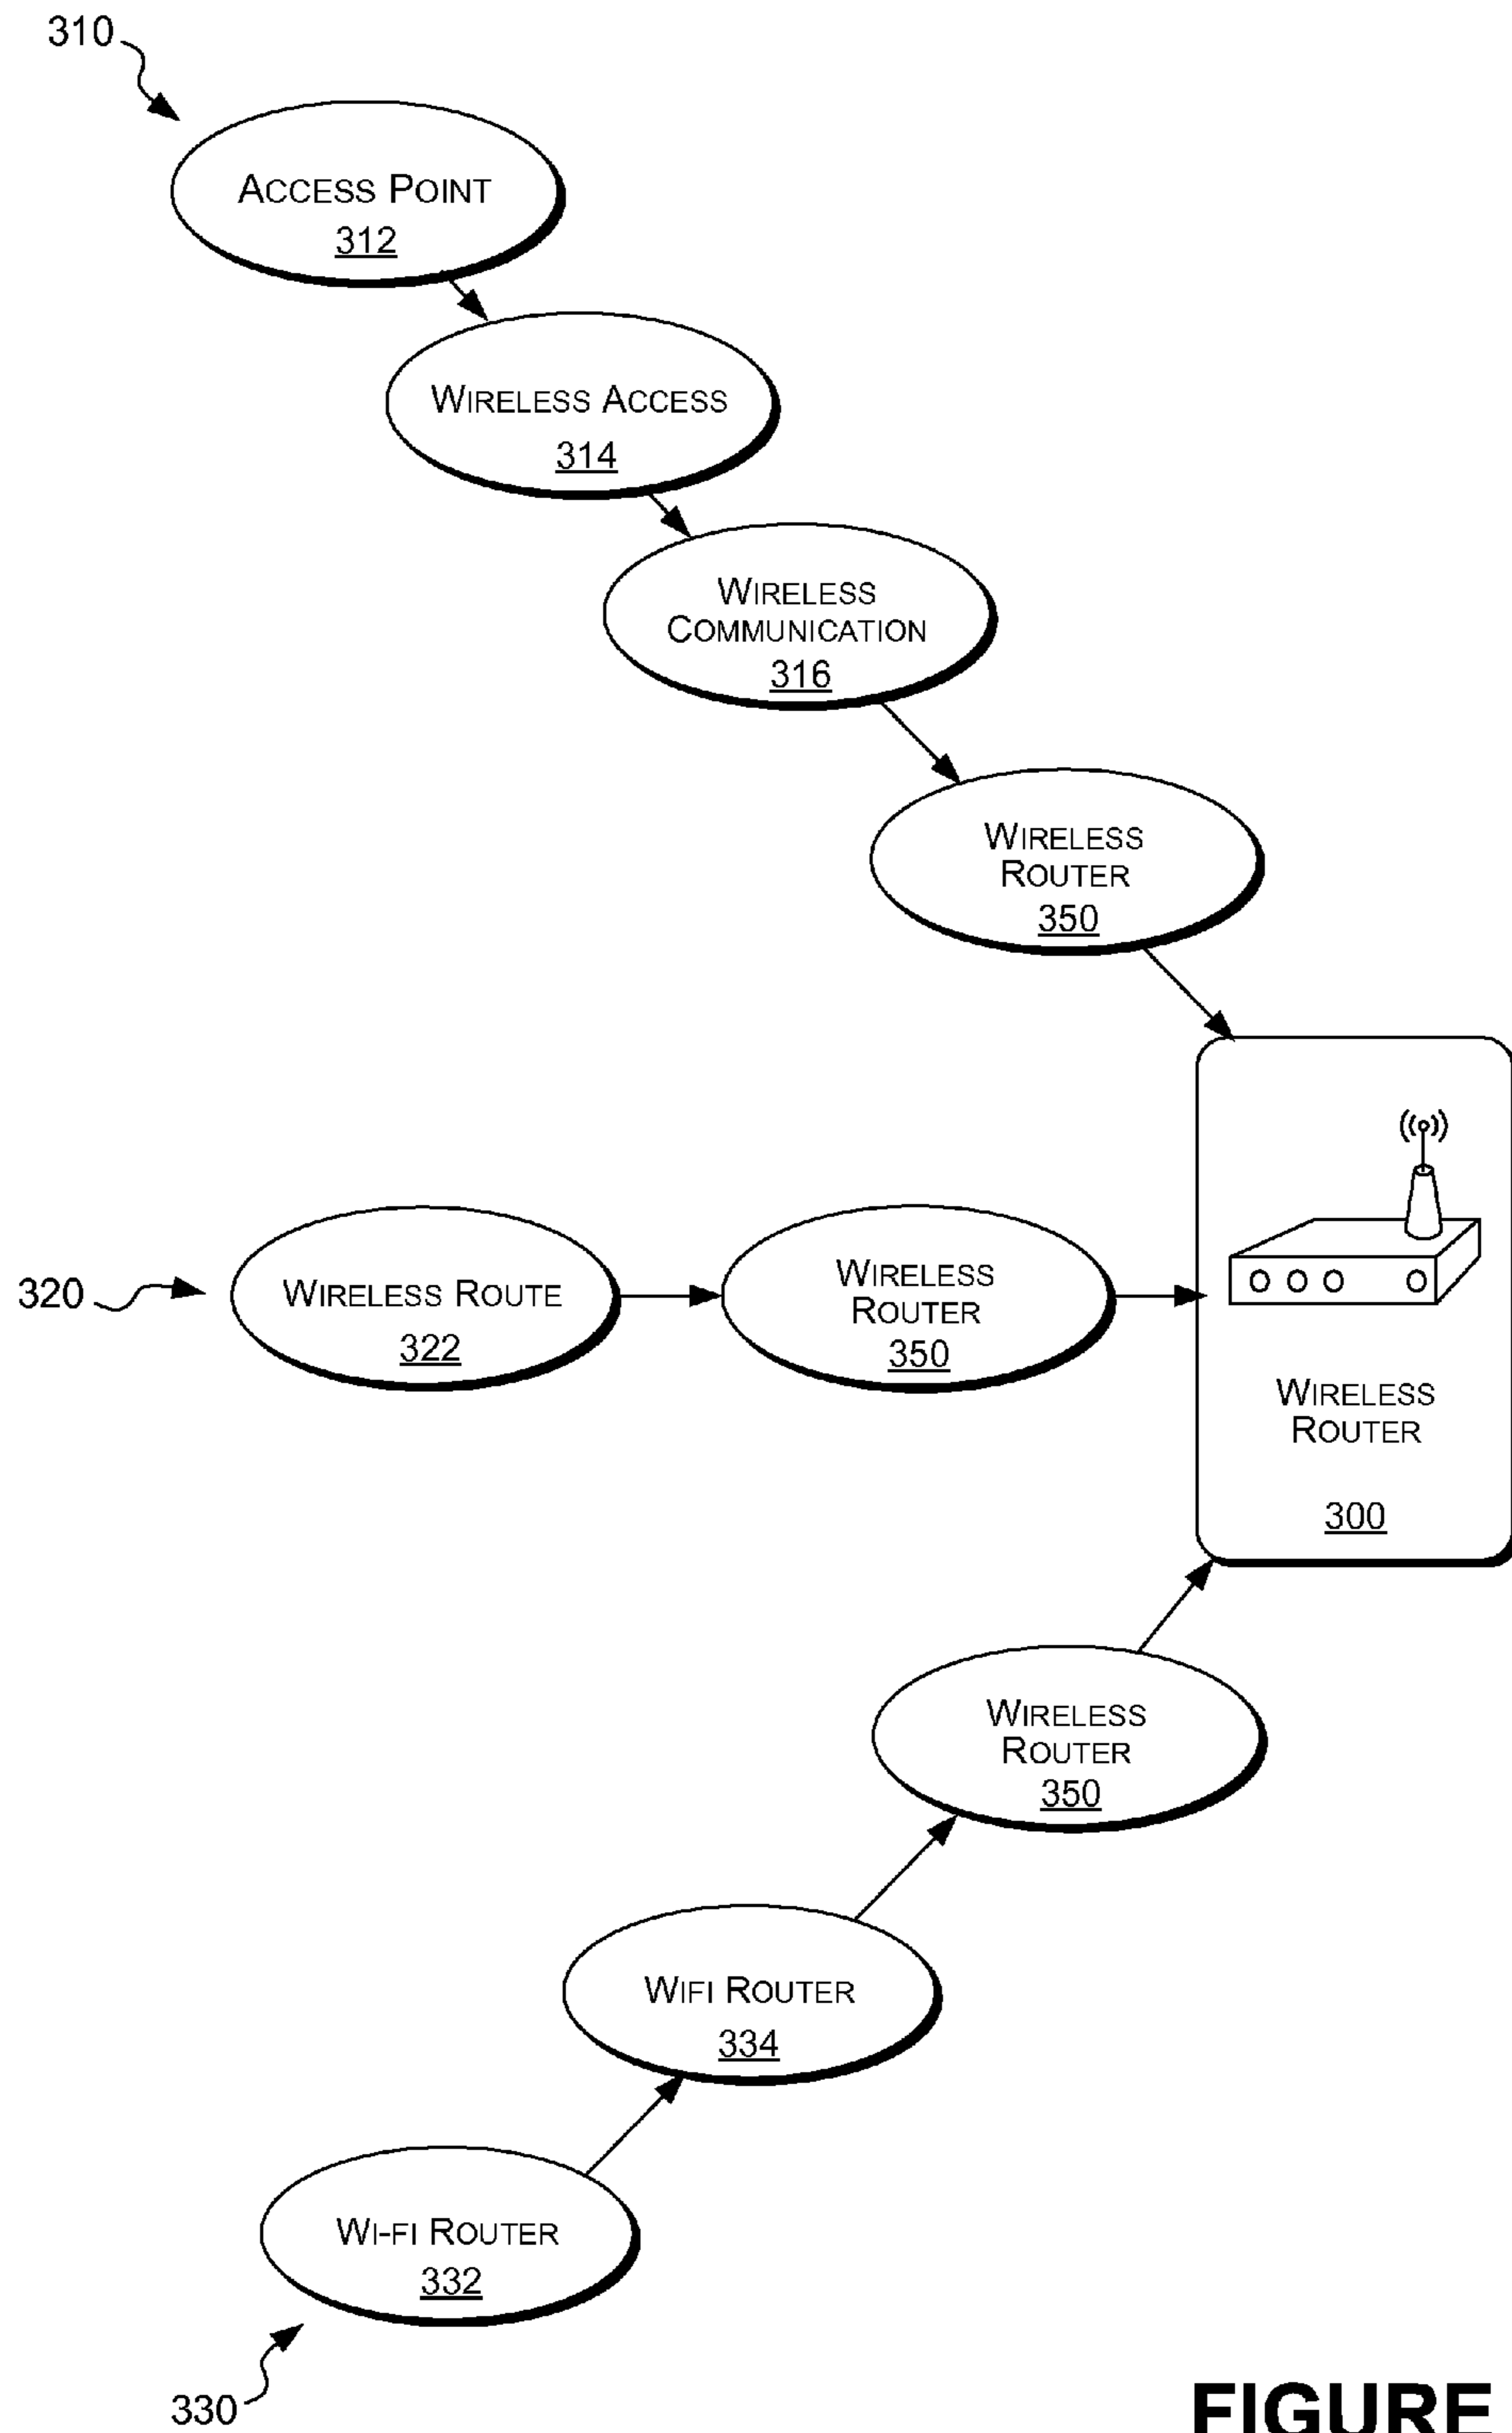 310
ACCESS POINT
312
WIRELESS ACCESS
314
WIRELESS
COMMUNICATION
316
WIRELESS
ROUTER
350
320
WIRELESS ROUTE
322
WIRELESS
ROUTER
350
WIRELESS
ROUTER
300
WIRELESS
ROUTER
350
WIFI ROUTER
334
WI-FI ROUTER
332
330
FIGURE